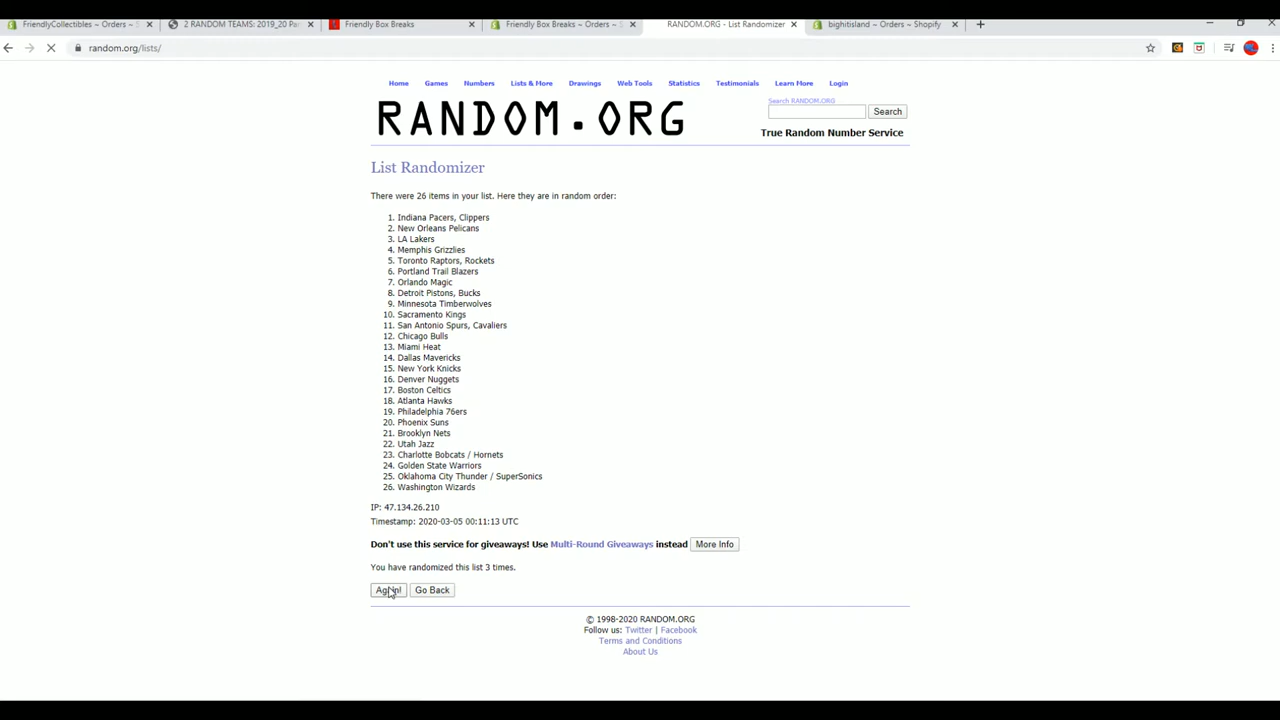 FriendlyCollectibles ~ Orders ~ S
2 RANDOM TEAMS: 2019_20 Pa
Friendly Box Breaks
Friendly Box Breaks ~ Orders ~ S
RANDOM.ORG - List Randomizer
bighitisland ~ Orders ~ Shopify
random.org/lists/
Home Games Numbers Lists & More Drawings Web Tools Statistics Testimonials Learn More Login
Search RANDOM.ORG
RANDOM.ORG
Search
True Random Number Service
List Randomizer
There were 26 items in your list. Here they are in random order:
1. Indiana Pacers, Clippers
2. New Orleans Pelicans
3. LA Lakers
4. Memphis Grizzlies
5. Toronto Raptors, Rockets
6. Portland Trail Blazers
7. Orlando Magic
8. Detroit Pistons, Bucks
9. Minnesota Timberwolves
10. Sacramento Kings
11. San Antonio Spurs, Cavaliers
12. Chicago Bulls
13. Miami Heat
14. Dallas Mavericks
15. New York Knicks
16. Denver Nuggets
17. Boston Celtics
18. Atlanta Hawks
19. Philadelphia 76ers
20. Phoenix Suns
21. Brooklyn Nets
22. Utah Jazz
23. Charlotte Bobcats / Hornets
24. Golden State Warriors
25. Oklahoma City Thunder / SuperSonics
26. Washington Wizards
IP: 47.134.26.210
Timestamp: 2020-03-05 00:11:13 UTC
Don't use this service for giveaways! Use Multi-Round Giveaways instead More Info
You have randomized this list 3 times.
Again! Go Back
© 1998-2020 RANDOM.ORG
Follow us: Twitter | Facebook
Terms and Conditions
About Us